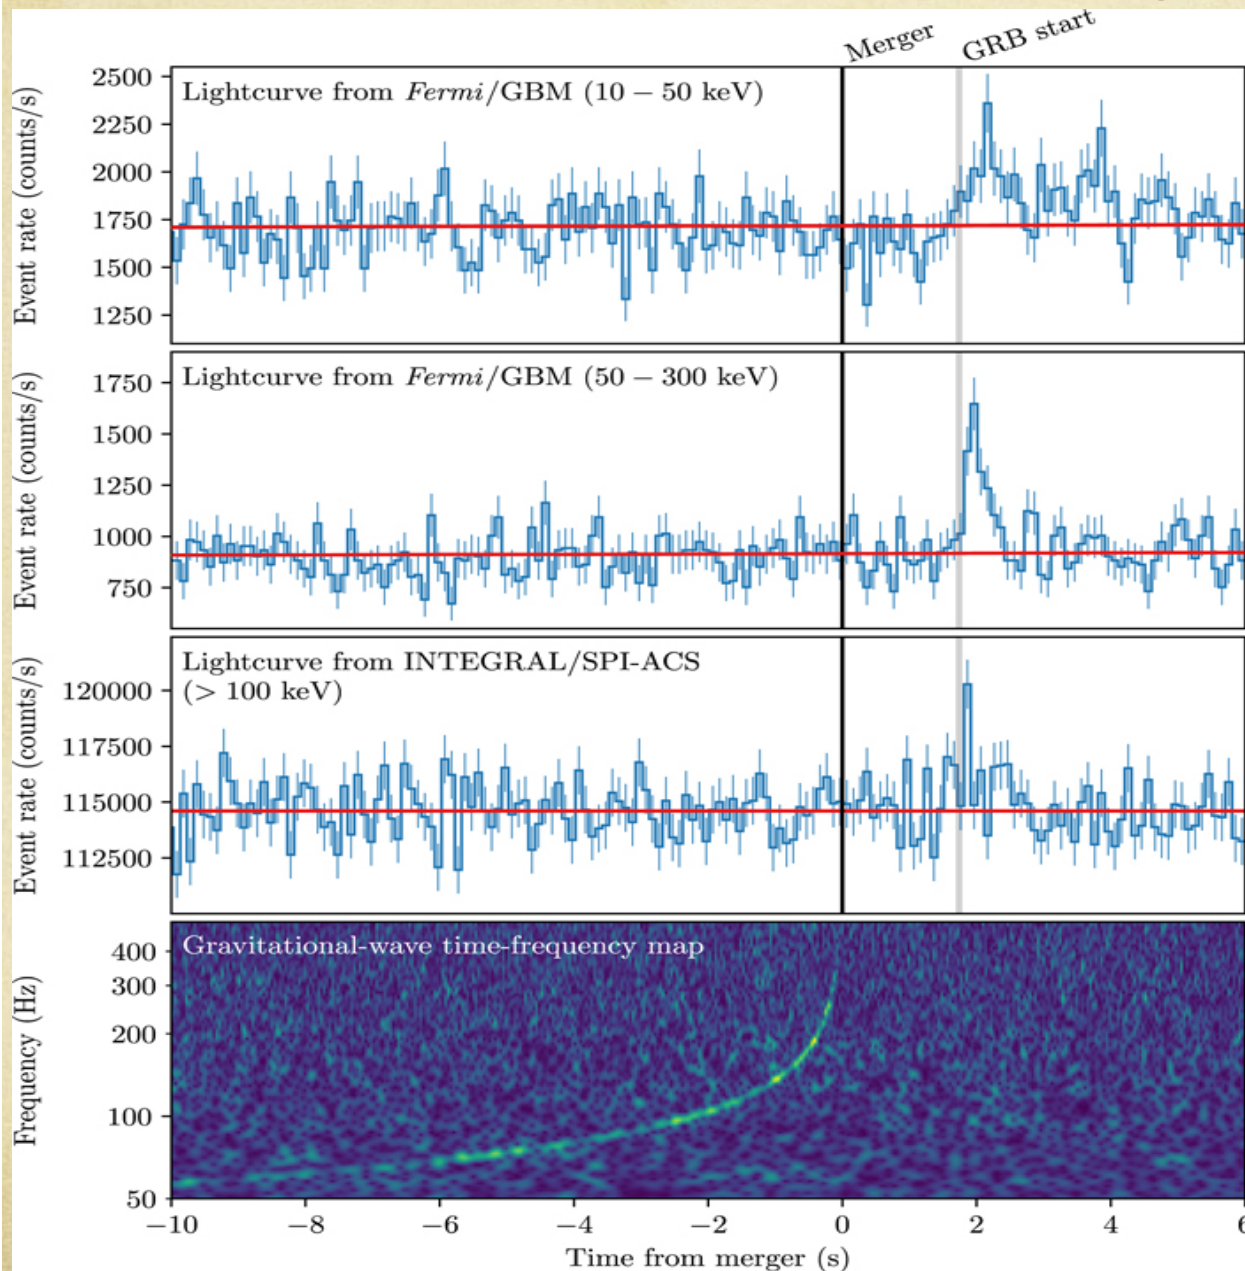 Merger
GRB start
Lightcurve from Fermi/GBM (10 – 50 keV)
Event rate (counts/s)
2500
2250
2000
1750
1500
1250
Lightcurve from Fermi/GBM (50 – 300 keV)
Event rate (counts/s)
1750
1500
1250
1000
750
Lightcurve from INTEGRAL/SPI-ACS
(> 100 keV)
Event rate (counts/s)
120000
117500
115000
112500
Gravitational-wave time-frequency map
Frequency (Hz)
400
300
200
100
50
−10 −8 −6 −4 −2 0 2 4 6
Time from merger (s)